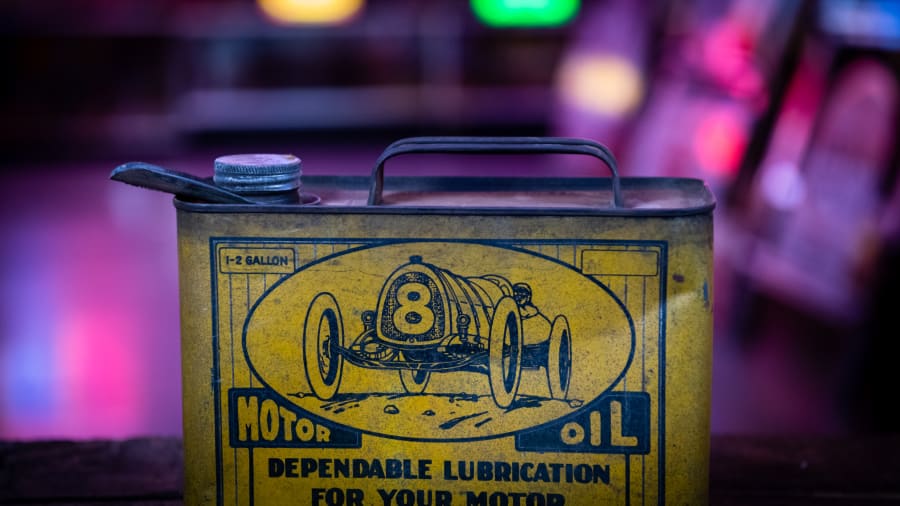 1-2 GALLON
8
MOTOR OIL
DEPENDABLE LUBRICATION
FOR YOUR MOTOR